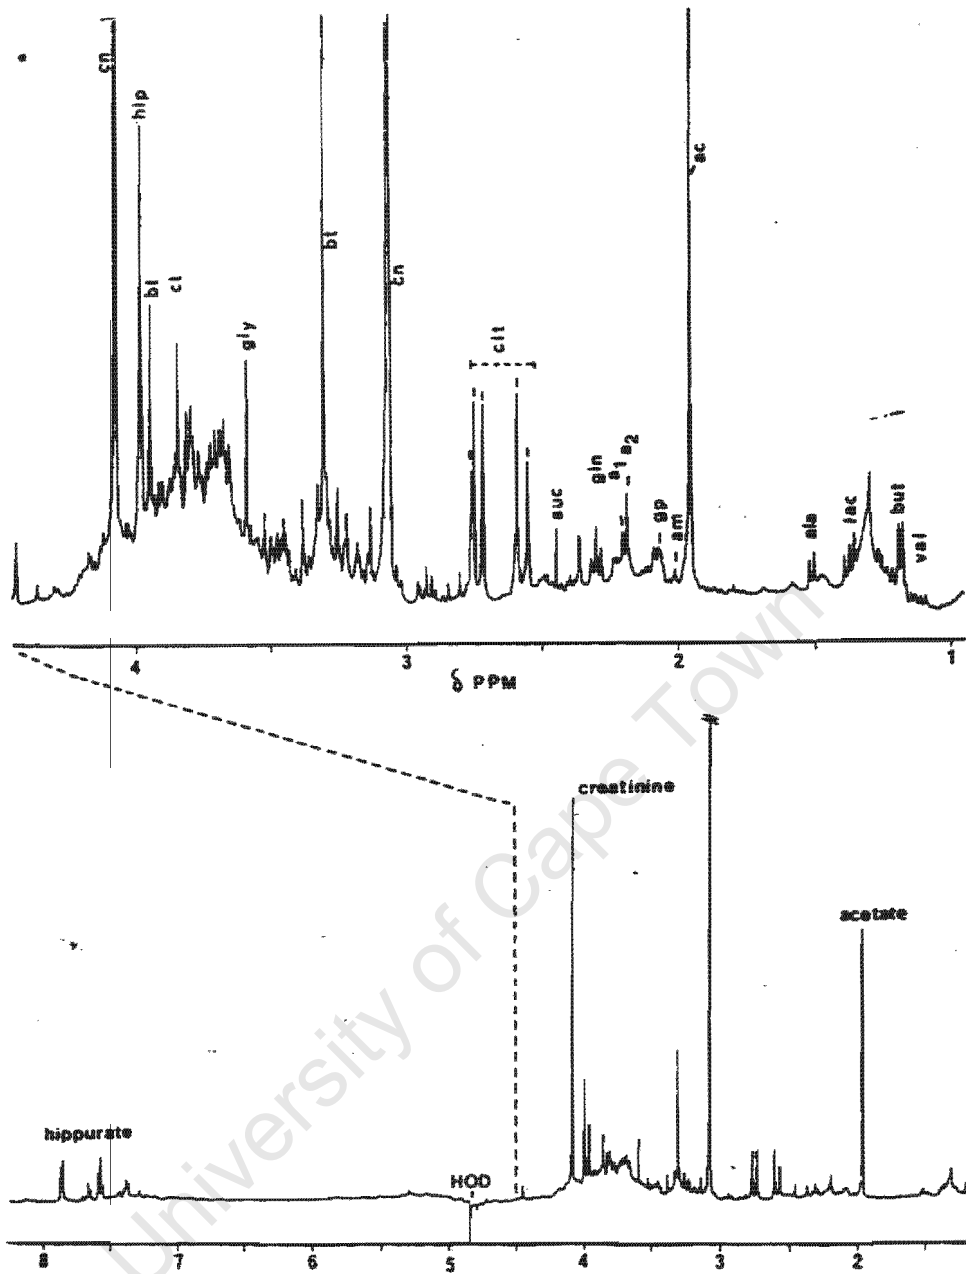 cn
hip
bt
ct
gly
bt
cn
cit
suc
gln
a1
a2
gp
am
ac
ala
lac
but
val
4 3 2 1
δ PPM
creatinine
acetate
hippurate
HOD
8 7 6 5 4 3 2
University of Cape Town